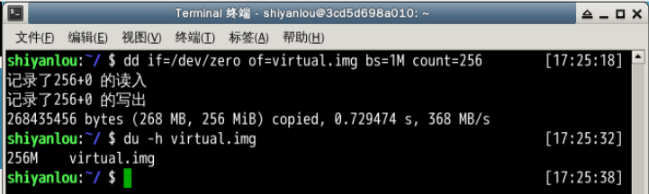 Terminal 终端 - shiyanlou@3cd5d698a010: ~
文件(F) 编辑(E) 视图(V) 终端(T) 标签(A) 帮助(H)
shiyanlou:~/ $ dd if=/dev/zero of=virtual.img bs=1M count=256 [17:25:18]
记录了256+0 的读入
记录了256+0 的写出
268435456 bytes (268 MB, 256 MiB) copied, 0.729474 s, 368 MB/s
shiyanlou:~/ $ du -h virtual.img [17:25:32]
256M virtual.img
shiyanlou:~/ $ [17:25:38]